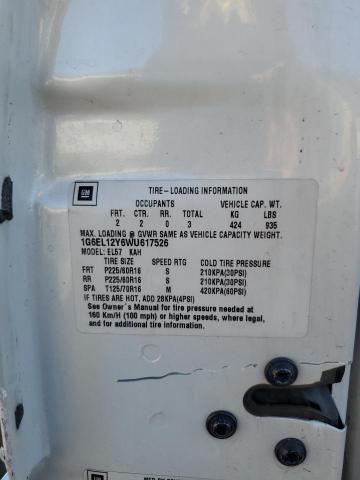 GM
TIRE-LOADING INFORMATION
OCCUPANTS VEHICLE CAP. WT.
FRT. CTR. RR. TOTAL KG LBS
2 2 0 3 424 935
MAX. LOADING @ GVWR SAME AS VEHICLE CAPACITY WEIGHT.
1G6EL12Y6WU617526
MODEL: EL57 KAH
TIRE SIZE SPEED RTG COLD TIRE PRESSURE
FRT P225/60R16 S 210KPA(30PSI)
RR P225/60R16 S 210KPA(30PSI)
SPA T125/70R16 M 420KPA(60PSI)
IF TIRES ARE HOT, ADD 28KPA(4PSI)
See Owner's Manual for tire pressure needed at
160 Km/H (100 mph) or higher speeds, where legal,
and for additional information.
GM